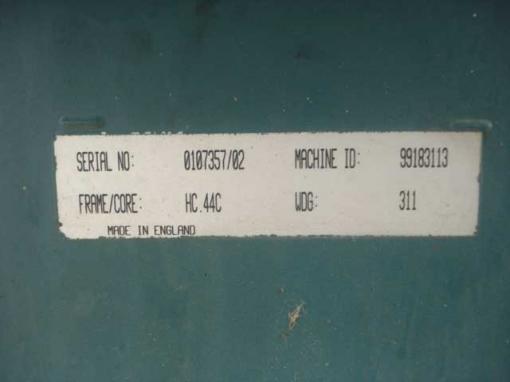 SERIAL NO: 0107357/02 MACHINE ID: 99183113
FRAME/CORE: HC.44C WDG: 311
MADE IN ENGLAND